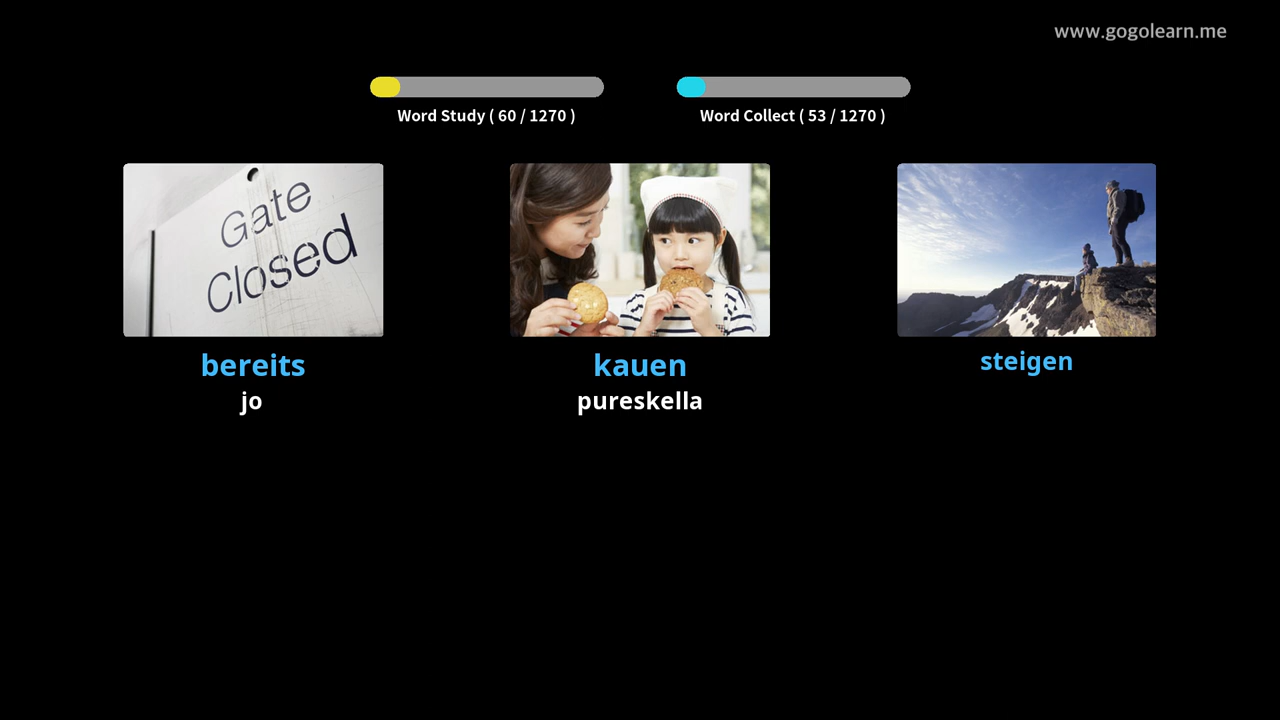 www.gogolearn.me
Word Study ( 60 / 1270 )
Word Collect ( 53 / 1270 )
Gate
Closed
bereits
kauen
steigen
jo
pureskella